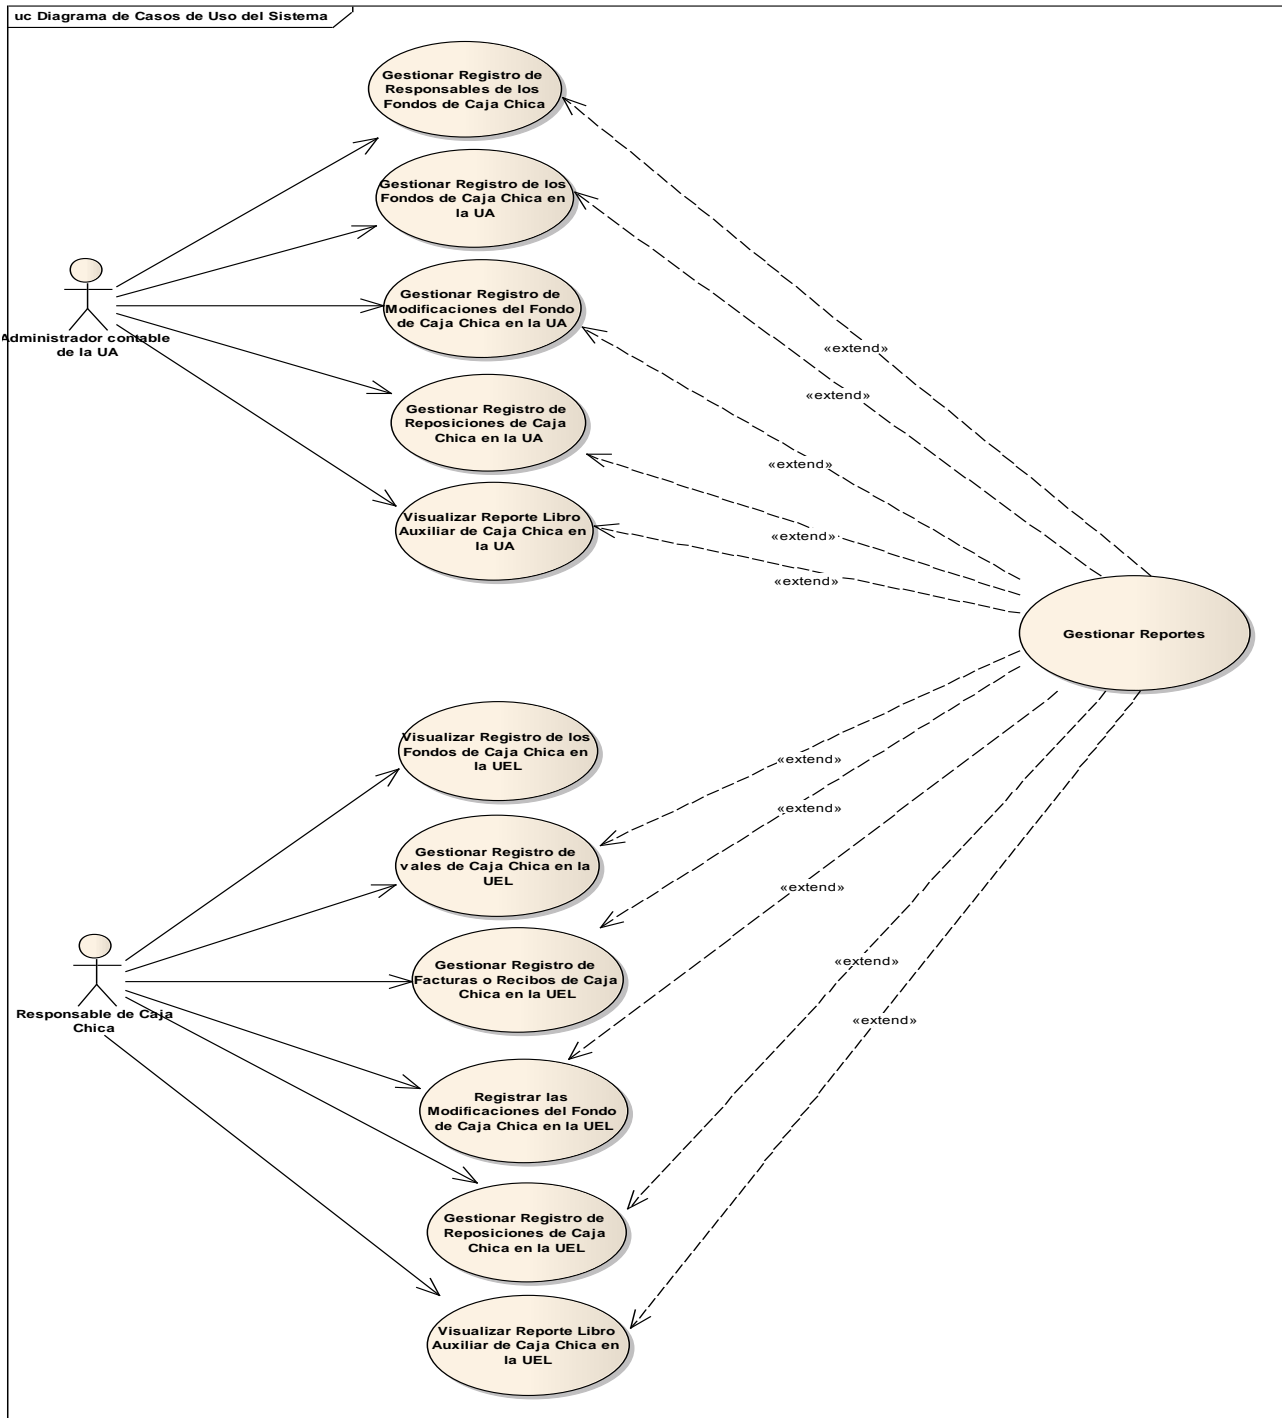 uc Diagrama de Casos de Uso del Sistema
Gestionar Registro de
Responsables de los
Fondos de Caja Chica
Gestionar Registro de los
Fondos de Caja Chica en
la UA
Gestionar Registro de
Modificaciones del Fondo
de Caja Chica en la UA
Administrador contable
de la UA
«extend»
«extend»
Gestionar Registro de
Reposiciones de Caja
Chica en la UA
«extend»
Visualizar Reporte Libro
Auxiliar de Caja Chica en
la UA
«extend»
«extend»
Gestionar Reportes
Visualizar Registro de los
Fondos de Caja Chica en
la UEL
«extend»
«extend»
Gestionar Registro de
vales de Caja Chica en la
UEL
«extend»
Gestionar Registro de
Facturas o Recibos de Caja
Chica en la UEL
«extend»
Responsable de Caja
Chica
«extend»
Registrar las
Modificaciones del Fondo
de Caja Chica en la UEL
Gestionar Registro de
Reposiciones de Caja
Chica en la UEL
Visualizar Reporte Libro
Auxiliar de Caja Chica en
la UEL